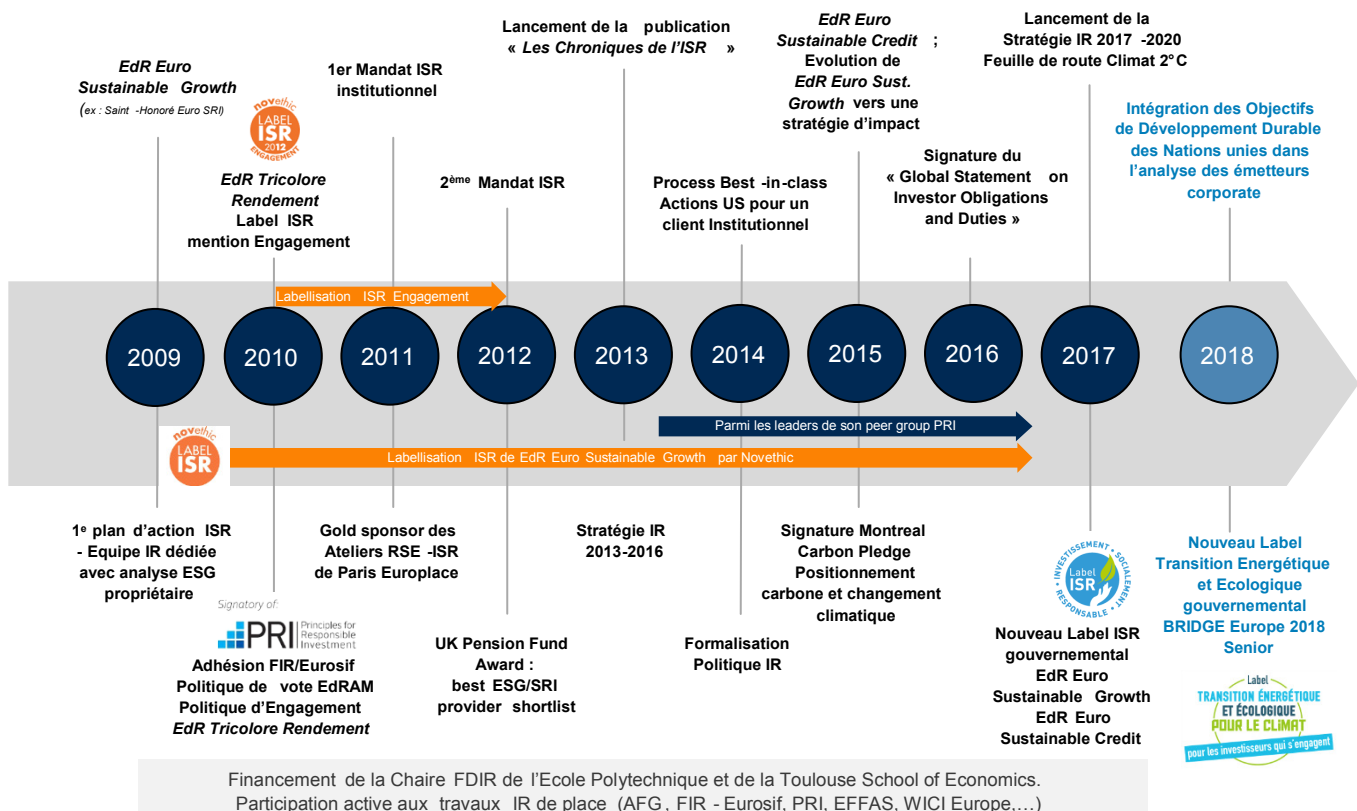 EdR Euro
Sustainable Growth
(ex : Saint -Honoré Euro SRI)
novethic
LABEL
ISR
2012
ENGAGEMENT
EdR Tricolore
Rendement
Label ISR
mention Engagement
1er Mandat ISR
institutionnel
2ème Mandat ISR
Lancement de la publication
« Les Chroniques de l'ISR »
Process Best -in-class
Actions US pour un
client Institutionnel
EdR Euro
Sustainable Credit ;
Evolution de
EdR Euro Sust.
Growth vers une
stratégie d'impact
Signature du
« Global Statement on
Investor Obligations
and Duties »
Lancement de la
Stratégie IR 2017 -2020
Feuille de route Climat 2°C
Intégration des Objectifs
de Développement Durable
des Nations unies dans
l'analyse des émetteurs
corporate
Labellisation ISR Engagement
2009
2010
2011
2012
2013
2014
2015
2016
2017
2018
Parmi les leaders de son peer group PRI
novethic
LABEL
ISR
Labellisation ISR de EdR Euro Sustainable Growth par Novethic
1e plan d'action ISR
- Equipe IR dédiée
avec analyse ESG
propriétaire
Signatory of:
PRI
Principles for
Responsible
Investment
Adhésion FIR/Eurosif
Politique de vote EdRAM
Politique d'Engagement
EdR Tricolore Rendement
Gold sponsor des
Ateliers RSE -ISR
de Paris Europlace
UK Pension Fund
Award :
best ESG/SRI
provider shortlist
Stratégie IR
2013-2016
Formalisation
Politique IR
Signature Montreal
Carbon Pledge
Positionnement
carbone et changement
climatique
INVESTISSEMENT • SOCIALEMENT • RESPONSABLE •
Label
ISR
Nouveau Label ISR
gouvernemental
EdR Euro
Sustainable Growth
EdR Euro
Sustainable Credit
Nouveau Label
Transition Energétique
et Ecologique
gouvernemental
BRIDGE Europe 2018
Senior
Label
TRANSITION ÉNERGÉTIQUE
ET ÉCOLOGIQUE
POUR LE CLIMAT
pour les investisseurs qui s'engagent
Financement de la Chaire FDIR de l'Ecole Polytechnique et de la Toulouse School of Economics.
Participation active aux travaux IR de place (AFG, FIR - Eurosif, PRI, EFFAS, WICI Europe,…)